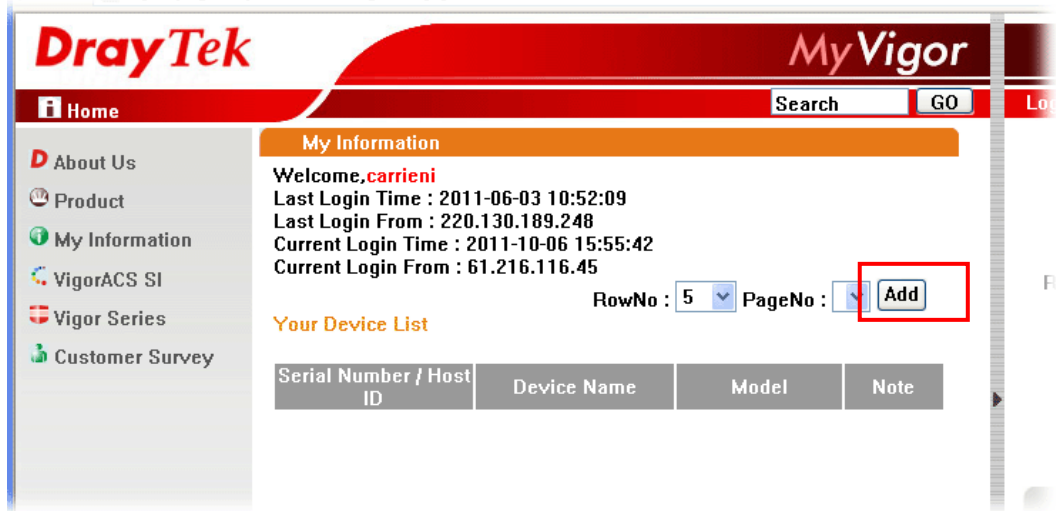 DrayTek
MyVigor
Home
Search
GO
About Us
Product
My Information
VigorACS SI
Vigor Series
Customer Survey
My Information
Welcome,carrieni
Last Login Time : 2011-06-03 10:52:09
Last Login From : 220.130.189.248
Current Login Time : 2011-10-06 15:55:42
Current Login From : 61.216.116.45
RowNo : 5 PageNo : Add
Your Device List
Serial Number / Host ID
Device Name
Model
Note